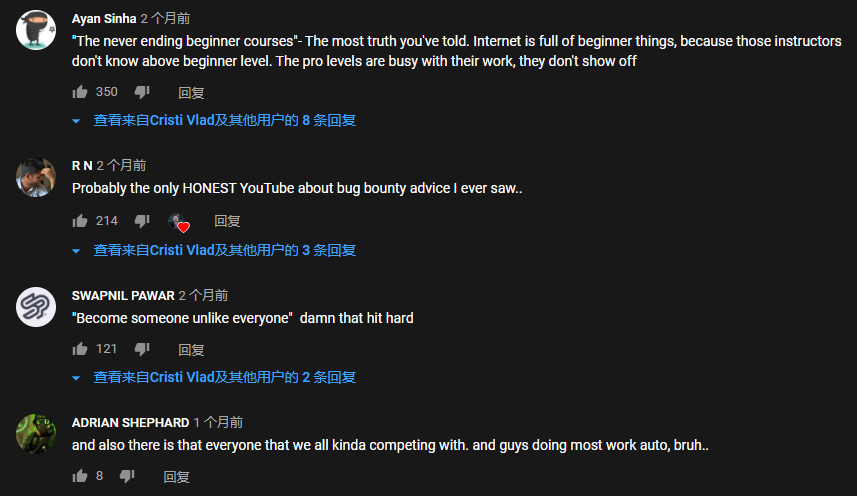 Ayan Sinha 2 个月前
"The never ending beginner courses"- The most truth you've told. Internet is full of beginner things, because those instructors
don't know above beginner level. The pro levels are busy with their work, they don't show off
350 回复
查看来自Cristi Vlad及其他用户的 8 条回复
R N 2 个月前
Probably the only HONEST YouTube about bug bounty advice I ever saw..
214 回复
查看来自Cristi Vlad及其他用户的 3 条回复
SWAPNIL PAWAR 2 个月前
"Become someone unlike everyone"  damn that hit hard
121 回复
查看来自Cristi Vlad及其他用户的 2 条回复
ADRIAN SHEPHARD 1 个月前
and also there is that everyone that we all kinda competing with. and guys doing most work auto, bruh..
8 回复